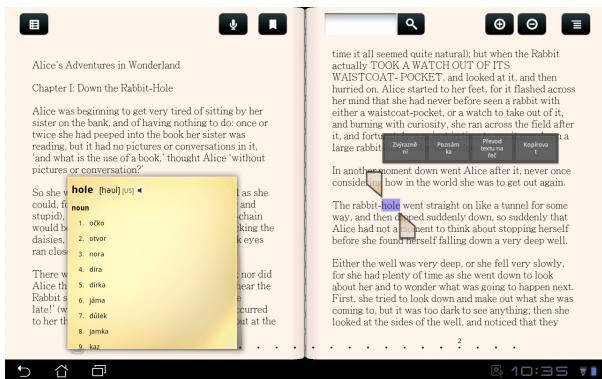 Alice's Adventures in Wonderland
Chapter I: Down the Rabbit-Hole
Alice was beginning to get very tired of sitting by her
sister on the bank, and of having nothing to do: once or
twice she had peeped into the book her sister was
reading, but it had no pictures or conversations in it,
'and what is the use of a book,' thought Alice 'without
pictures or conversation?'
So she w
l as she
could, fo
and
stupid),
-chain
would b
cking the
daisies,
k eyes
ran close
There w
nor did
Alice th
hear the
Rabbit s
late!' (w
ccurred
to her th
out at the
hole [həʊl] [US]
noun
1. očko
2. otvor
3. nora
4. díra
5. dírka
6. jáma
7. důlek
8. jamka
9. kaz
time it all seemed quite natural); but when the Rabbit
actually TOOK A WATCH OUT OF ITS
WAISTCOAT- POCKET, and looked at it, and then
hurried on, Alice started to her feet, for it flashed across
her mind that she had never before seen a rabbit with
either a waistcoat-pocket, or a watch to take out of it,
and burning with curiosity, she ran across the field after
it, and
large rabbit
Zvýrazně
ní
Poznám
ka
Převod
textu na
řeč
Kopírova
t
In another moment down went Alice after it, never once
considering how in the world she was to get out again.
The rabbit-hole went straight on like a tunnel for some
way, and then dipped suddenly down, so suddenly that
Alice had not a moment to think about stopping herself
before she found herself falling down a very deep well.
Either the well was very deep, or she fell very slowly,
for she had plenty of time as she went down to look
about her and to wonder what was going to happen next.
First, she tried to look down and make out what she was
coming to, but it was too dark to see anything; then she
looked at the sides of the well, and noticed that they
2
10:35